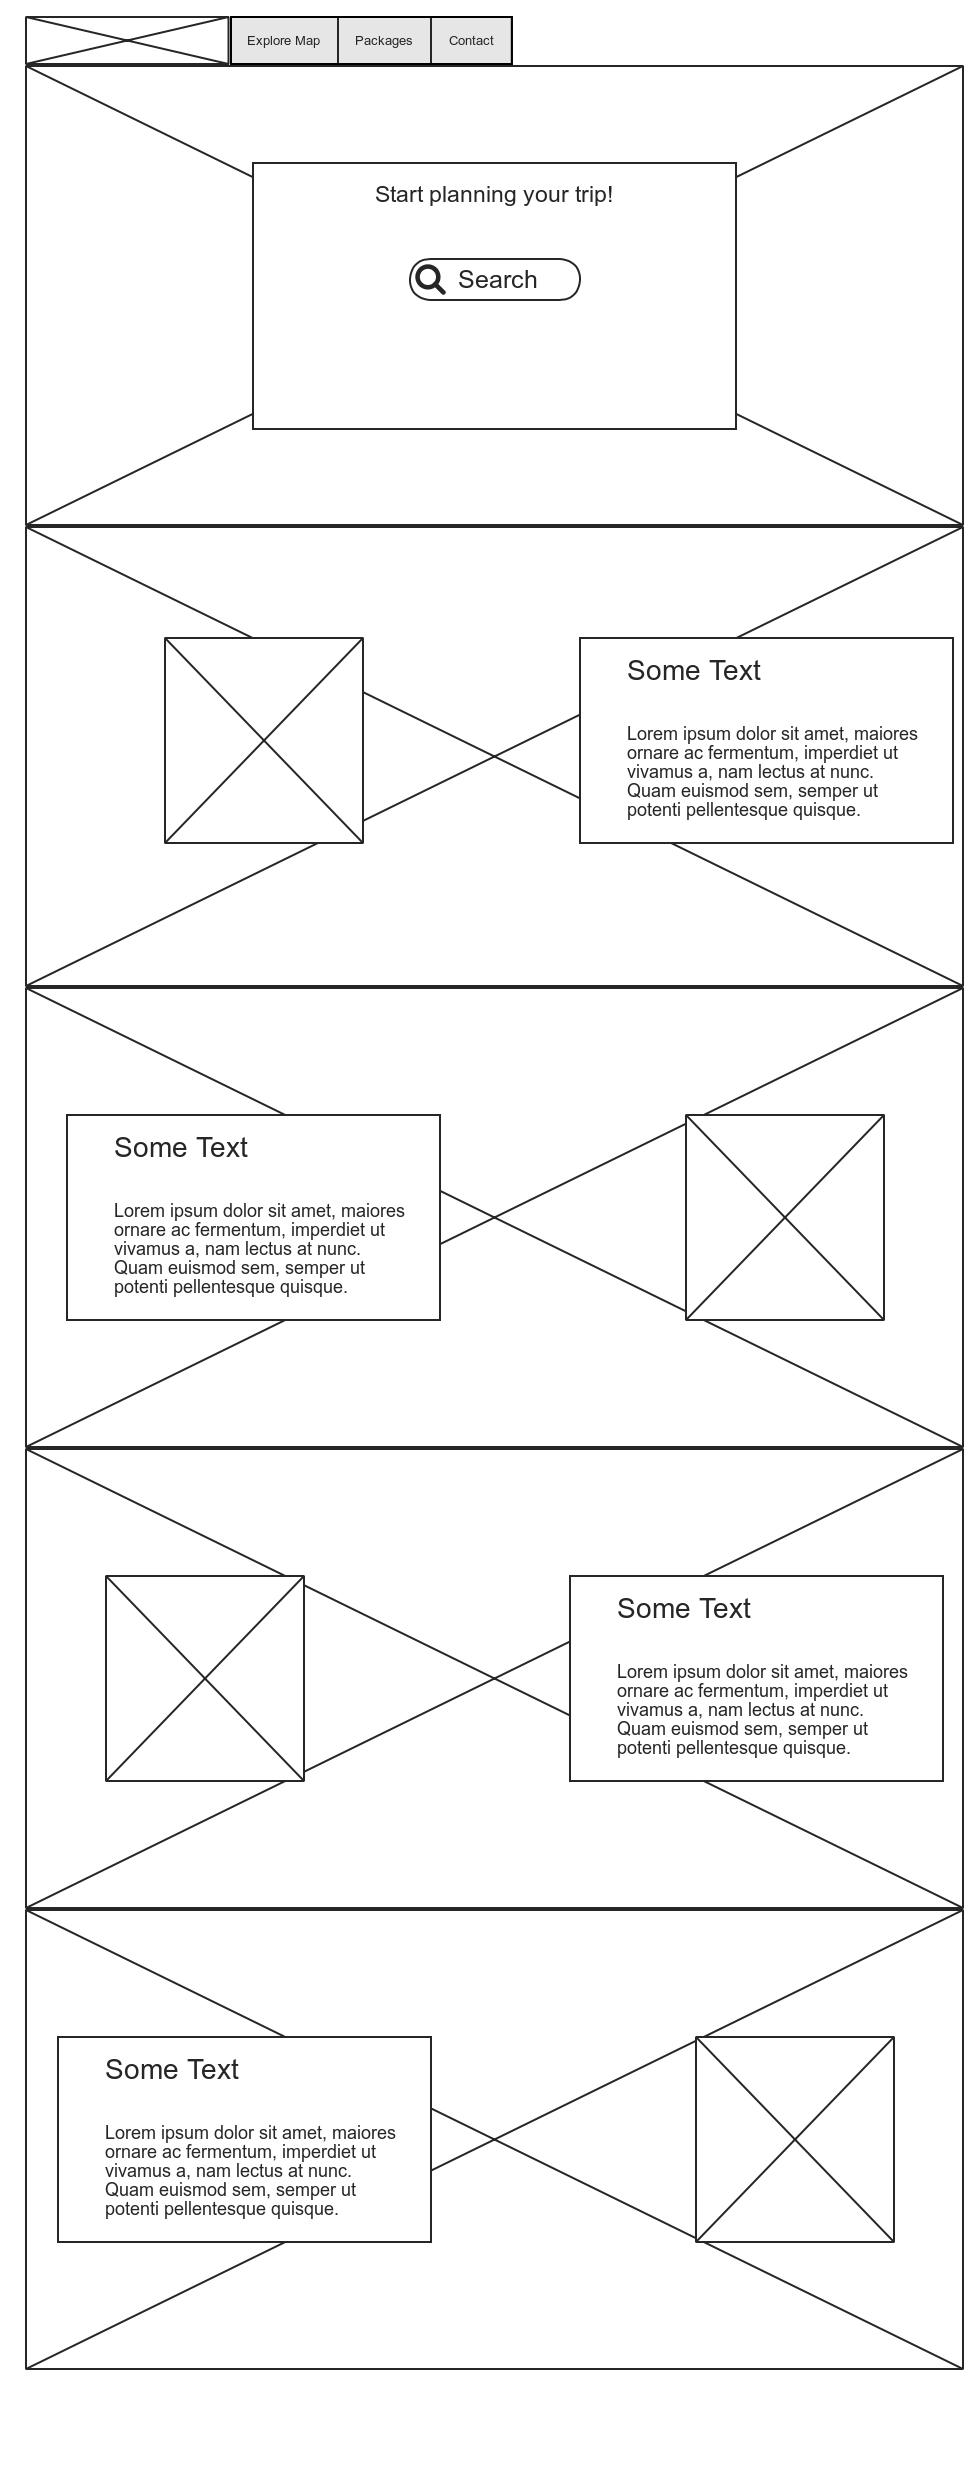 Explore Map
Packages
Contact
Start planning your trip!
Search
Some Text
Lorem ipsum dolor sit amet, maiores
ornare ac fermentum, imperdiet ut
vivamus a, nam lectus at nunc.
Quam euismod sem, semper ut
potenti pellentesque quisque.
Some Text
Lorem ipsum dolor sit amet, maiores
ornare ac fermentum, imperdiet ut
vivamus a, nam lectus at nunc.
Quam euismod sem, semper ut
potenti pellentesque quisque.
Some Text
Lorem ipsum dolor sit amet, maiores
ornare ac fermentum, imperdiet ut
vivamus a, nam lectus at nunc.
Quam euismod sem, semper ut
potenti pellentesque quisque.
Some Text
Lorem ipsum dolor sit amet, maiores
ornare ac fermentum, imperdiet ut
vivamus a, nam lectus at nunc.
Quam euismod sem, semper ut
potenti pellentesque quisque.